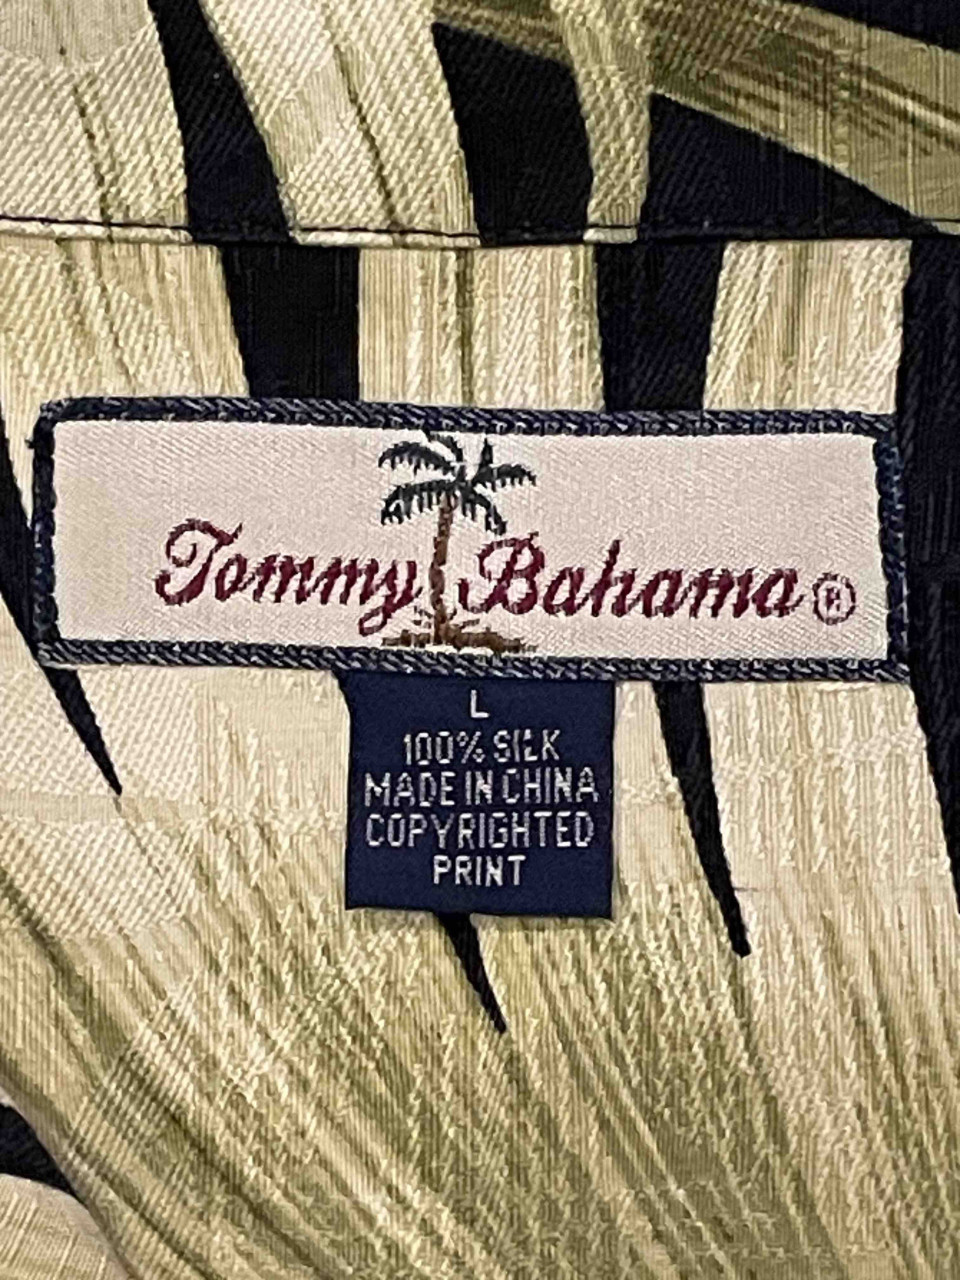 Tommy Bahama®
L
100% SILK
MADE IN CHINA
COPYRIGHTED
PRINT